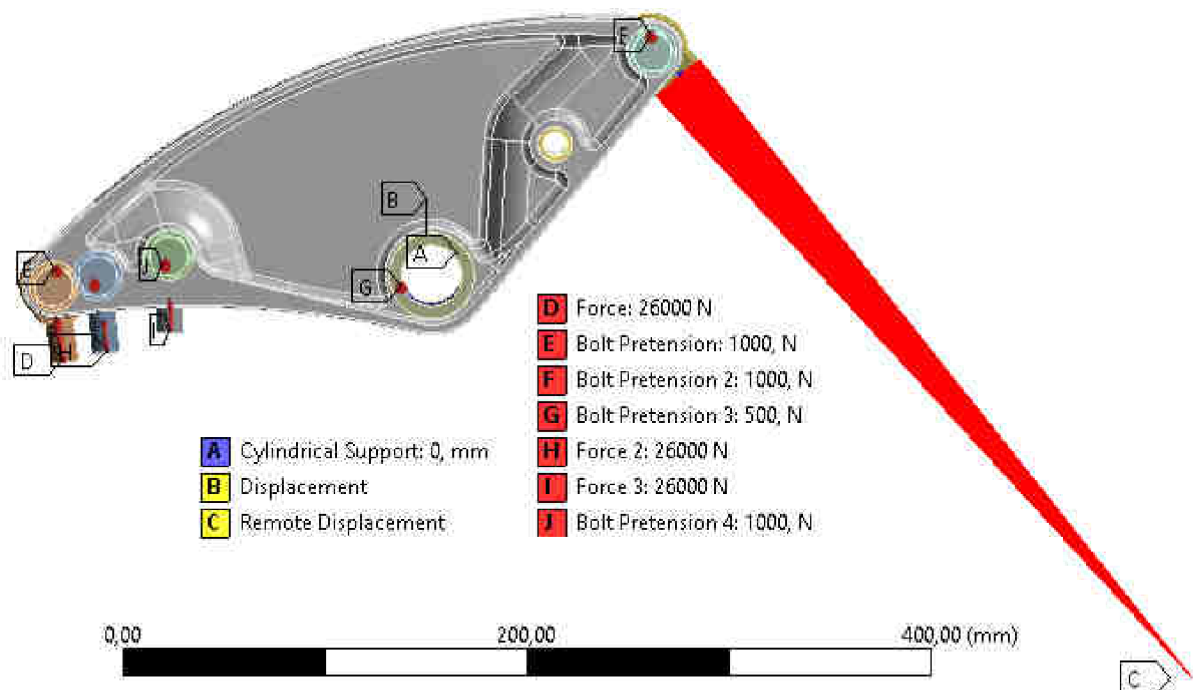 E
B
A
E
J
G
I
D
H
D Force: 26000 N
E Bolt Pretension: 1000, N
F Bolt Pretension 2: 1000, N
G Bolt Pretension 3: 500, N
H Force 2: 26000 N
I Force 3: 26000 N
J Bolt Pretension 4: 1000, N
A Cylindrical Support: 0, mm
B Displacement
C Remote Displacement
0,00 200,00 400,00 (mm)
C